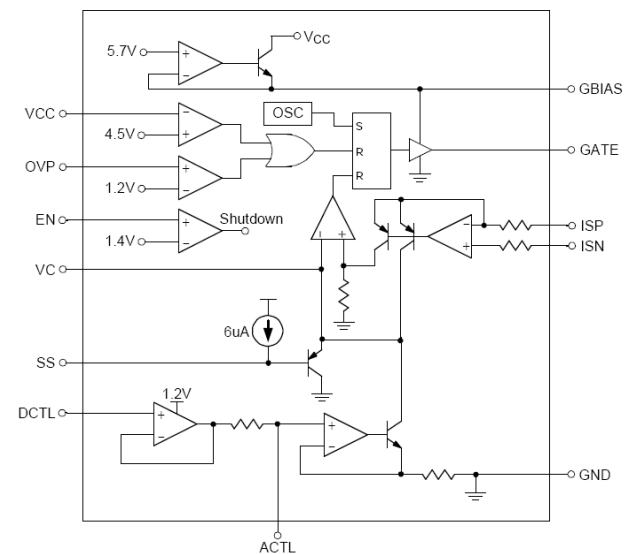 VCC
5.7V
+
−
GBIAS
VCC
−
4.5V
+
OSC
S
R
R
GATE
OVP
+
1.2V
−
EN
+
1.4V
−
Shutdown
−
+
−
+
ISP
ISN
VC
6uA
SS
1.2V
DCTL
+
−
+
−
GND
ACTL